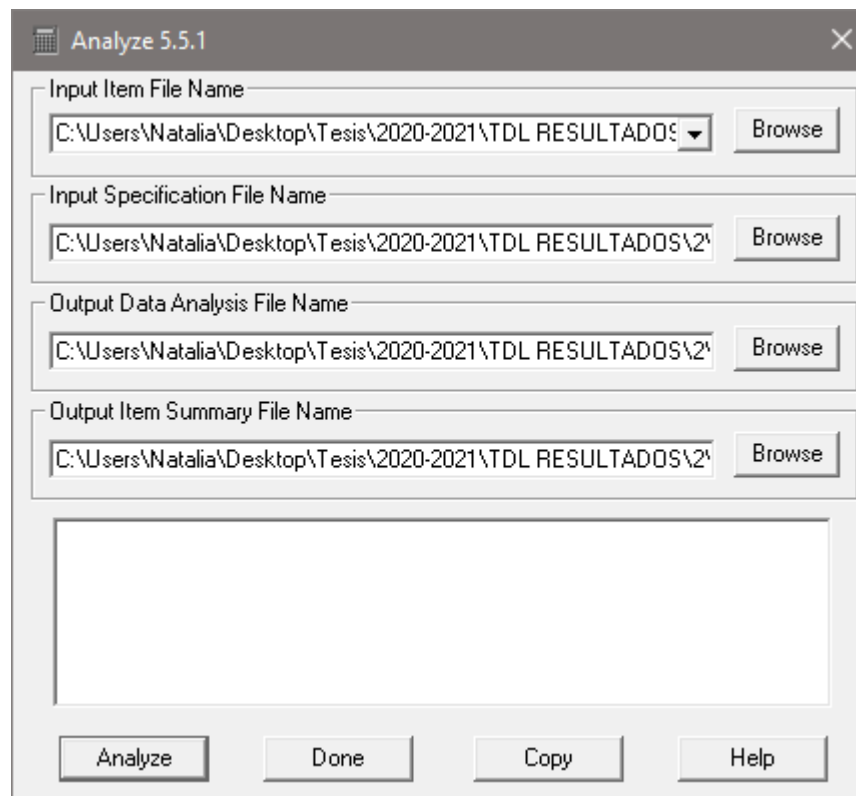 Analyze 5.5.1
Input Item File Name
C:\Users\Natalia\Desktop\Tesis\2020-2021\TDL RESULTADOS Browse
Input Specification File Name
C:\Users\Natalia\Desktop\Tesis\2020-2021\TDL RESULTADOS\2\ Browse
Output Data Analysis File Name
C:\Users\Natalia\Desktop\Tesis\2020-2021\TDL RESULTADOS\2\ Browse
Output Item Summary File Name
C:\Users\Natalia\Desktop\Tesis\2020-2021\TDL RESULTADOS\2\ Browse
Analyze Done Copy Help